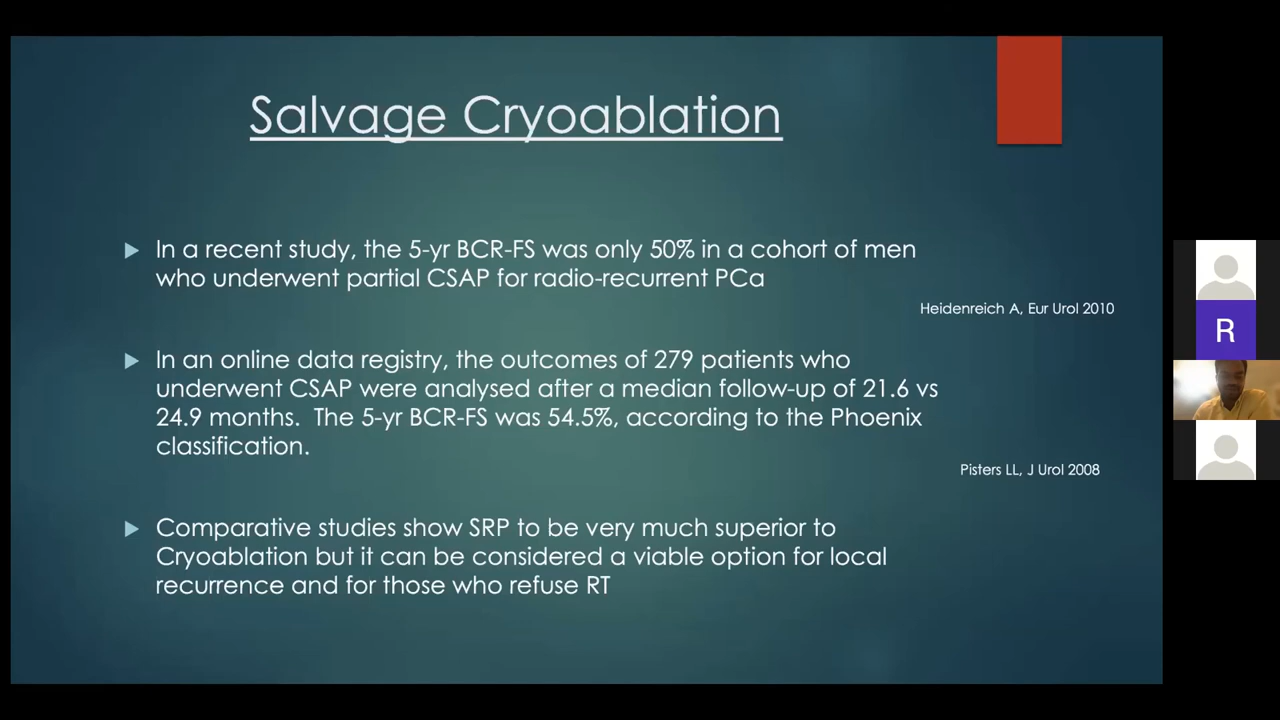 Salvage Cryoablation
In a recent study, the 5-yr BCR-FS was only 50% in a cohort of men
who underwent partial CSAP for radio-recurrent PCa
Heidenreich A, Eur Urol 2010
In an online data registry, the outcomes of 279 patients who
underwent CSAP were analysed after a median follow-up of 21.6 vs
24.9 months.  The 5-yr BCR-FS was 54.5%, according to the Phoenix
classification.
Pisters LL, J Urol 2008
Comparative studies show SRP to be very much superior to
Cryoablation but it can be considered a viable option for local
recurrence and for those who refuse RT
R